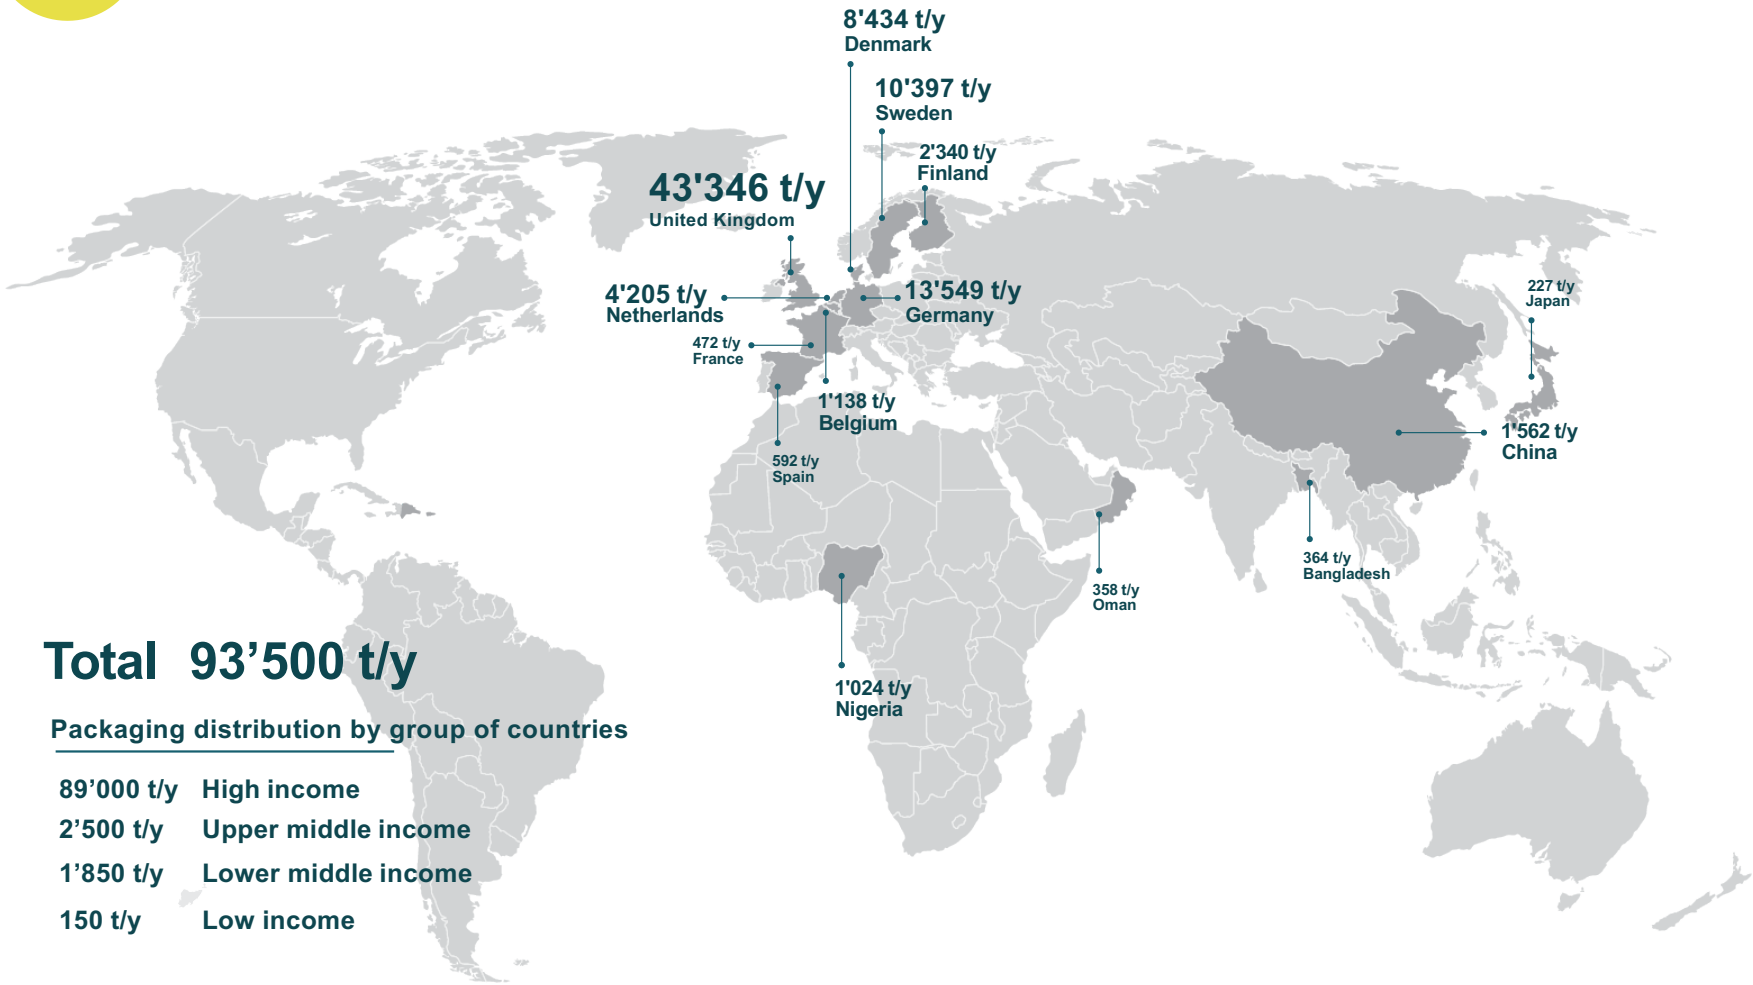 8'434 t/y
Denmark
10'397 t/y
Sweden
2'340 t/y
Finland
43'346 t/y
United Kingdom
4'205 t/y
Netherlands
13'549 t/y
Germany
227 t/y
Japan
472 t/y
France
1'138 t/y
Belgium
1'562 t/y
China
592 t/y
Spain
364 t/y
Bangladesh
358 t/y
Oman
1'024 t/y
Nigeria
Total 93’500 t/y
Packaging distribution by group of countries
89’000 t/y High income
2’500 t/y Upper middle income
1’850 t/y Lower middle income
150 t/y Low income